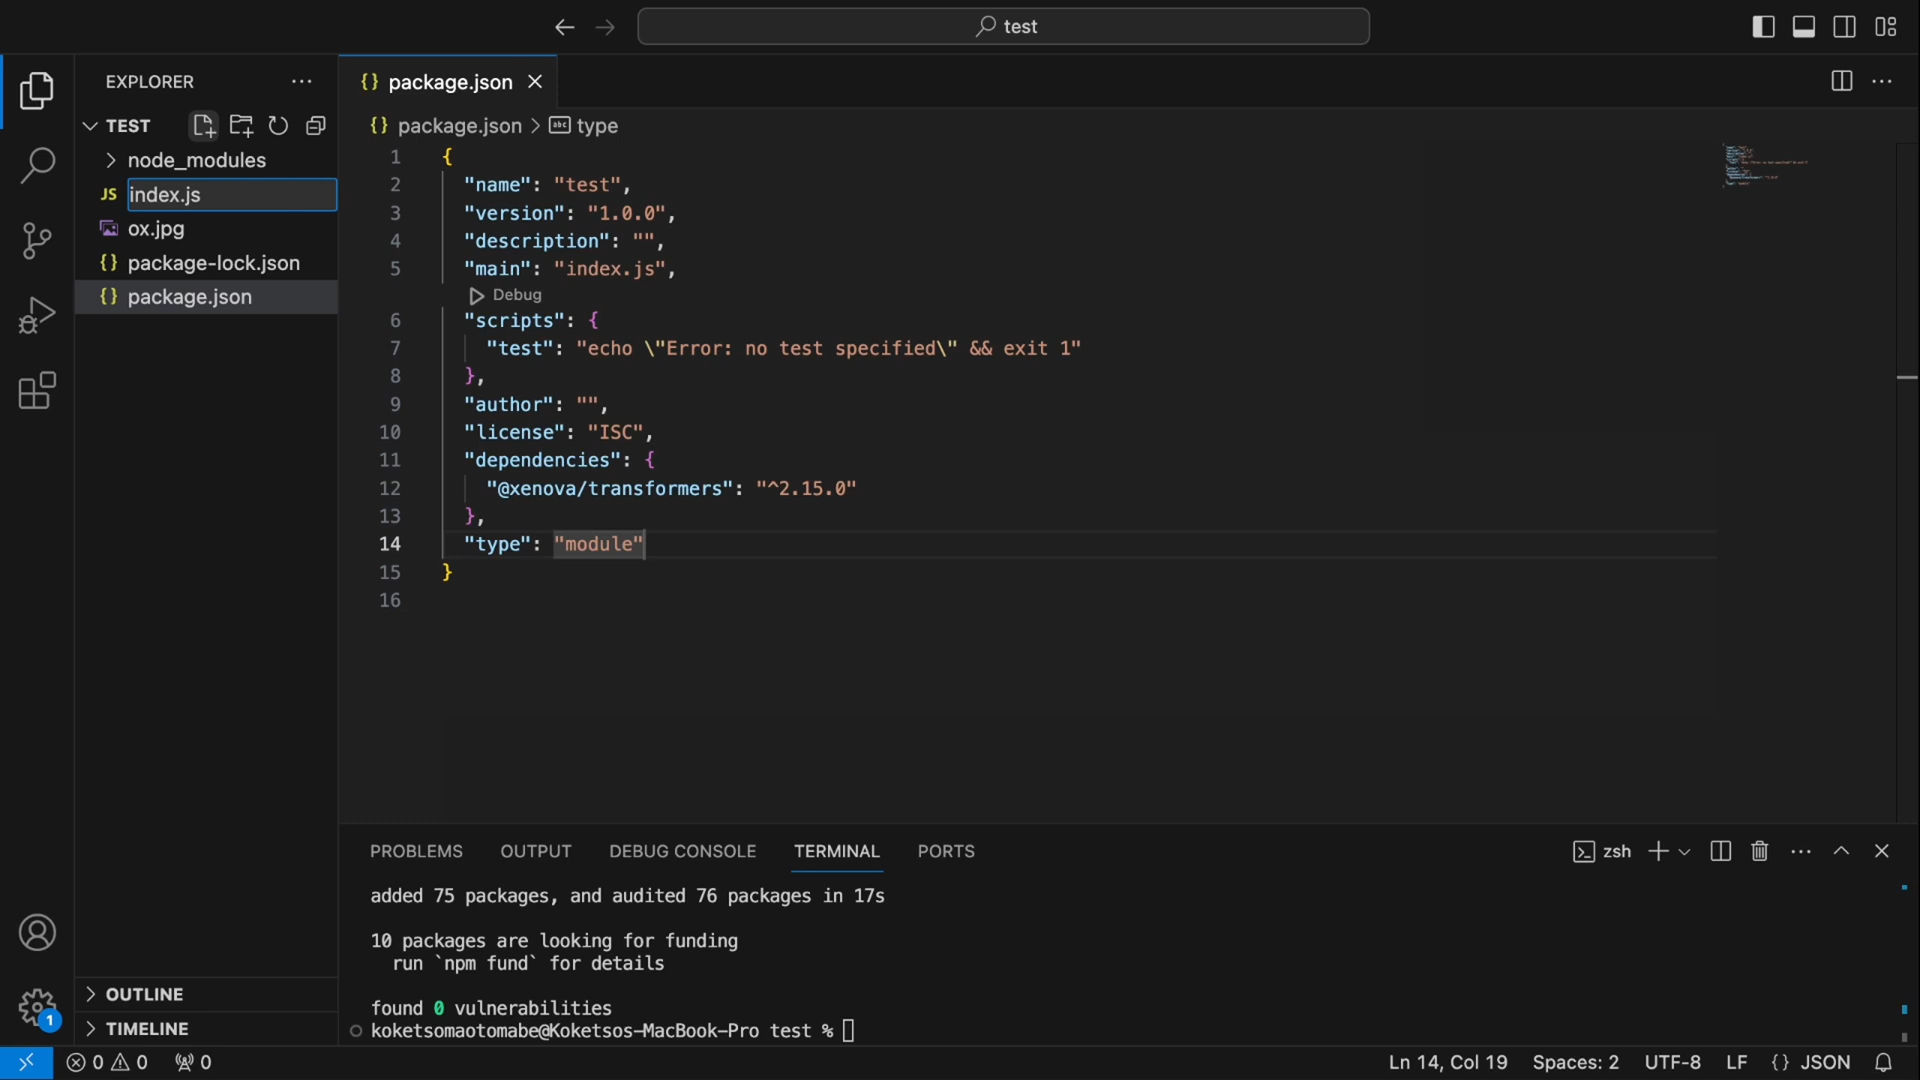 test
EXPLORER
TEST
node_modules
JS index.js
ox.jpg
{} package-lock.json
{} package.json
OUTLINE
TIMELINE
{} package.json
{} package.json > abc type
1 {
2 "name": "test",
3 "version": "1.0.0",
4 "description": "",
5 "main": "index.js",
Debug
6 "scripts": {
7 "test": "echo \"Error: no test specified\" && exit 1"
8 },
9 "author": "",
10 "license": "ISC",
11 "dependencies": {
12 "@xenova/transformers": "^2.15.0"
13 },
14 "type": "module"
15 }
16
PROBLEMS OUTPUT DEBUG CONSOLE TERMINAL PORTS
zsh
added 75 packages, and audited 76 packages in 17s
10 packages are looking for funding
run `npm fund` for details
found 0 vulnerabilities
koketsomaotomabe@Koketsos-MacBook-Pro test %
1
0 0 0
Ln 14, Col 19 Spaces: 2 UTF-8 LF {} JSON